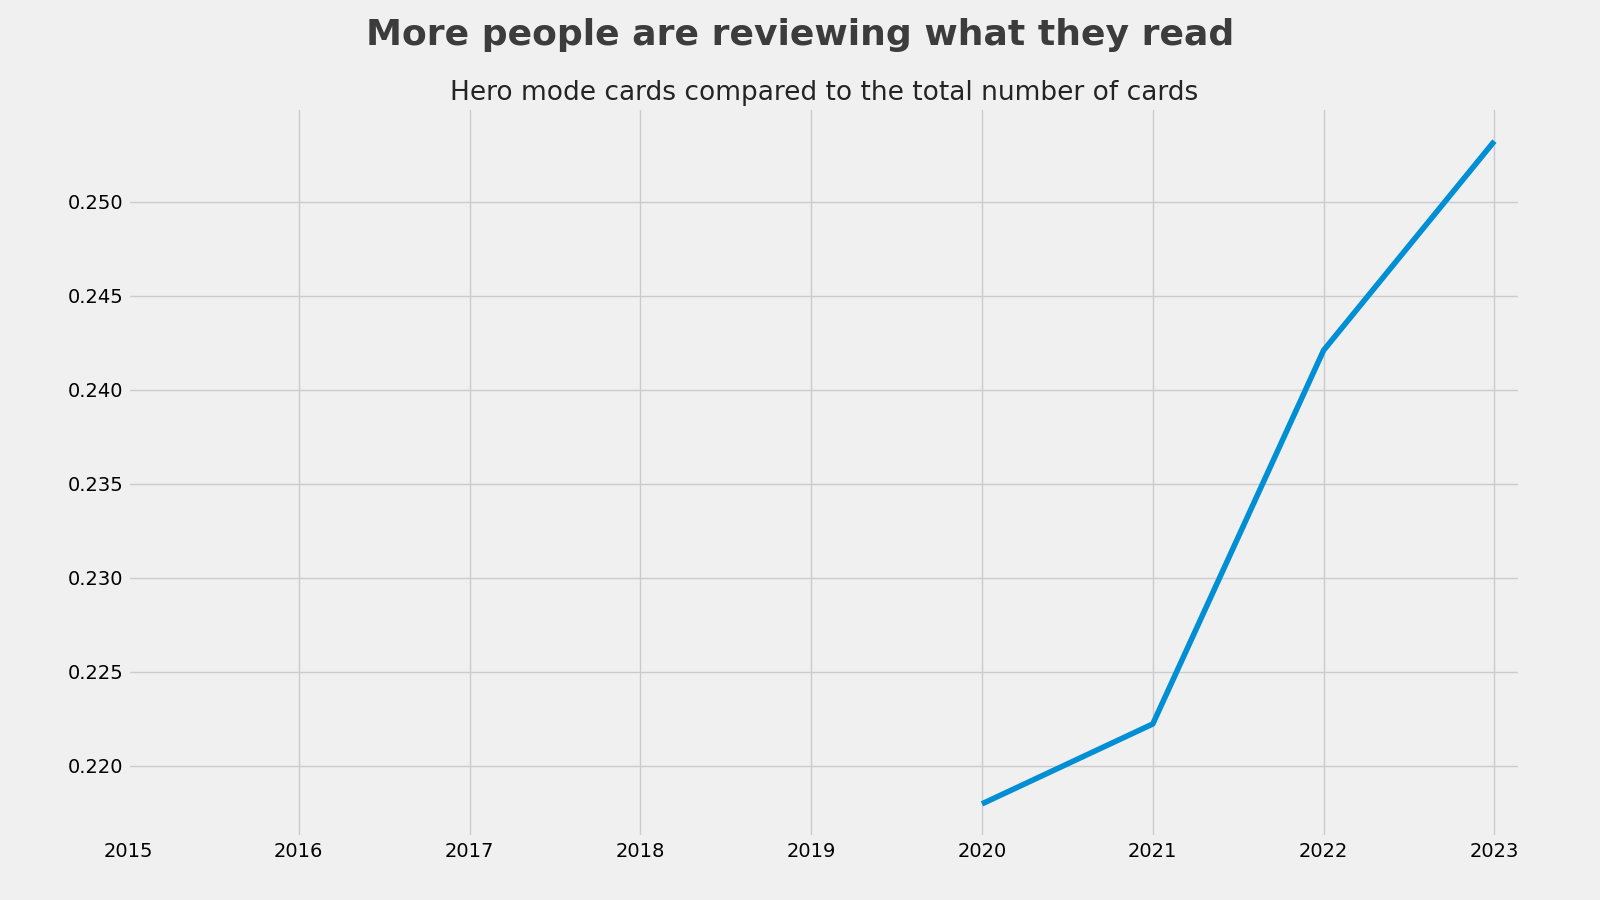 More people are reviewing what they read
Hero mode cards compared to the total number of cards
0.250
0.245
0.240
0.235
0.230
0.225
0.220
2015 2016 2017 2018 2019 2020 2021 2022 2023